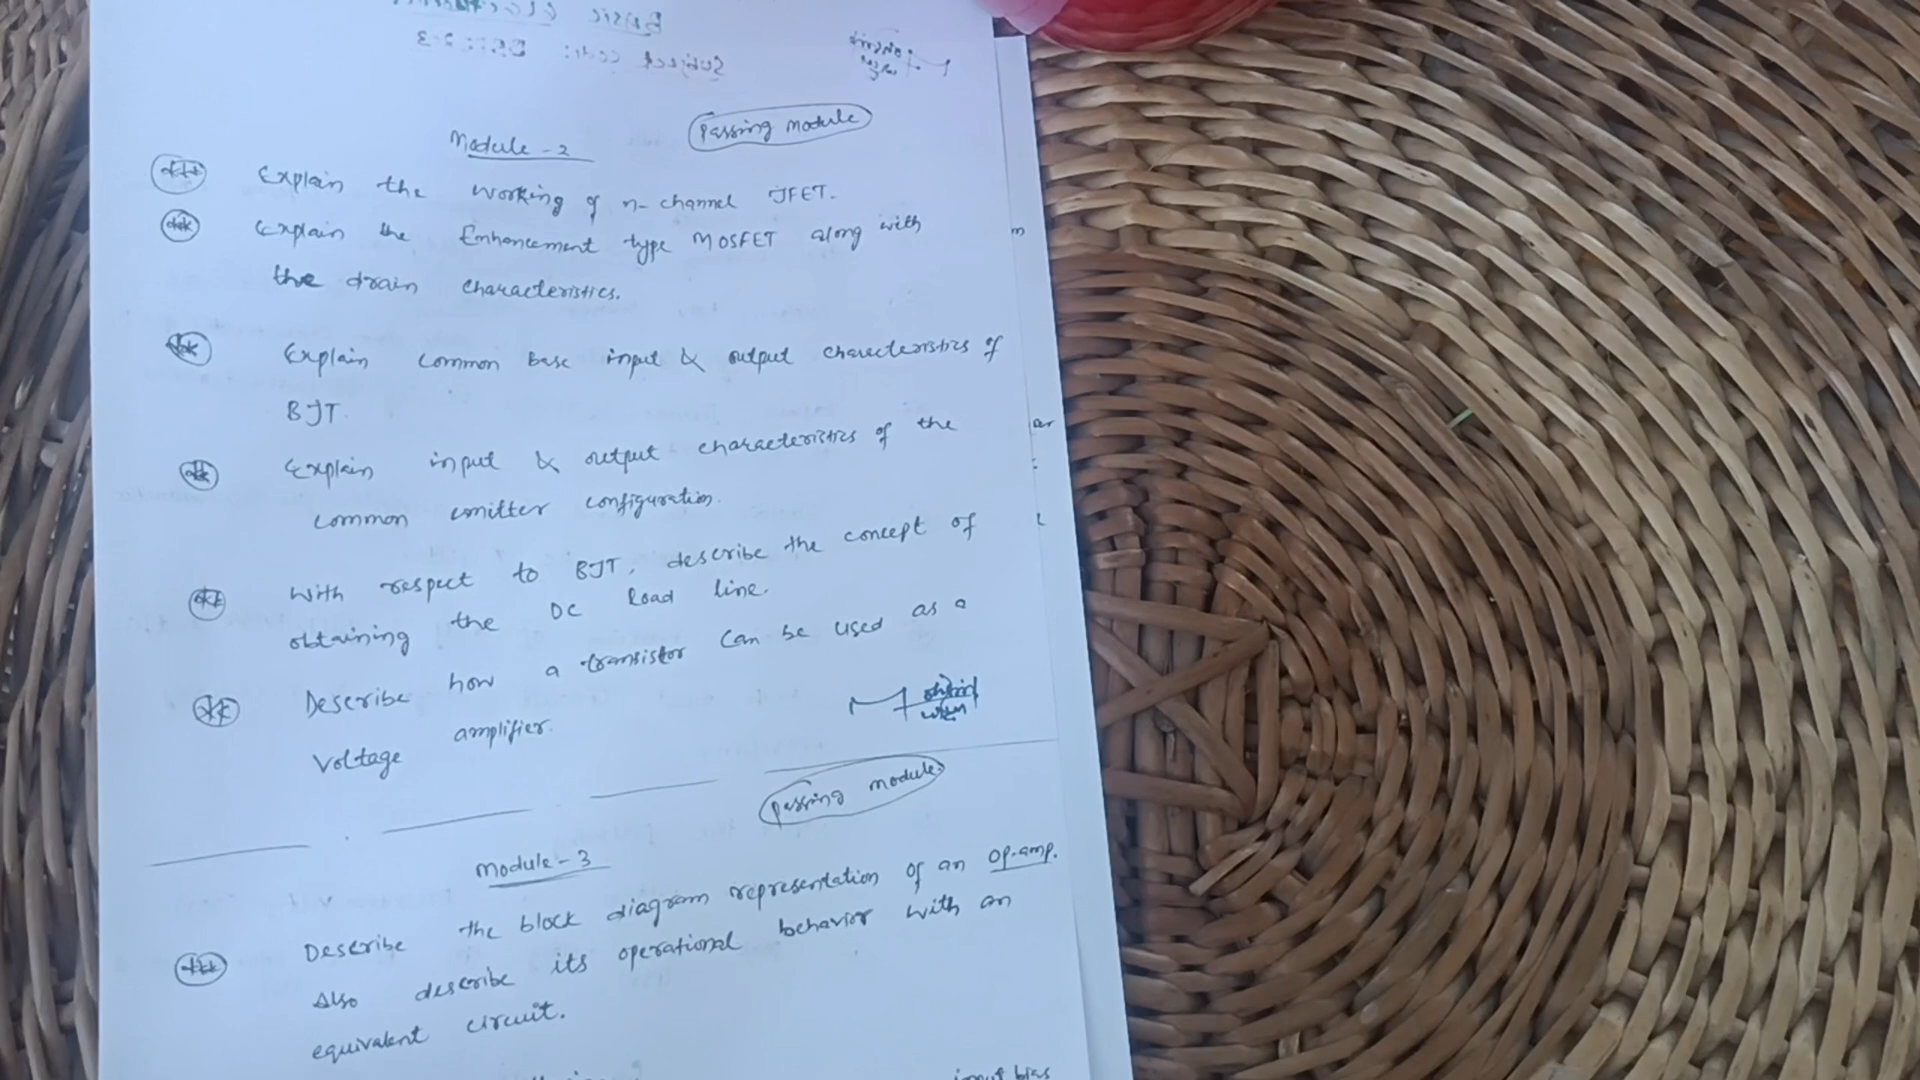 Module - 2
Passing Module
Explain the working of n- channel JFET.
Explain the Enhancement type MOSFET along with
the drain characteristics.
Explain common base input & output characteristics of
BJT.
Explain input & output characteristics of the
common emitter configuration.
With respect to BJT, describe the concept of
obtaining the DC load line.
Describe how a transistor can be used as a
voltage amplifier.
Passing module.
Module - 3
Describe the block diagram representation of an op-amp.
Also describe its operational behavior with an
equivalent circuit.
input bias